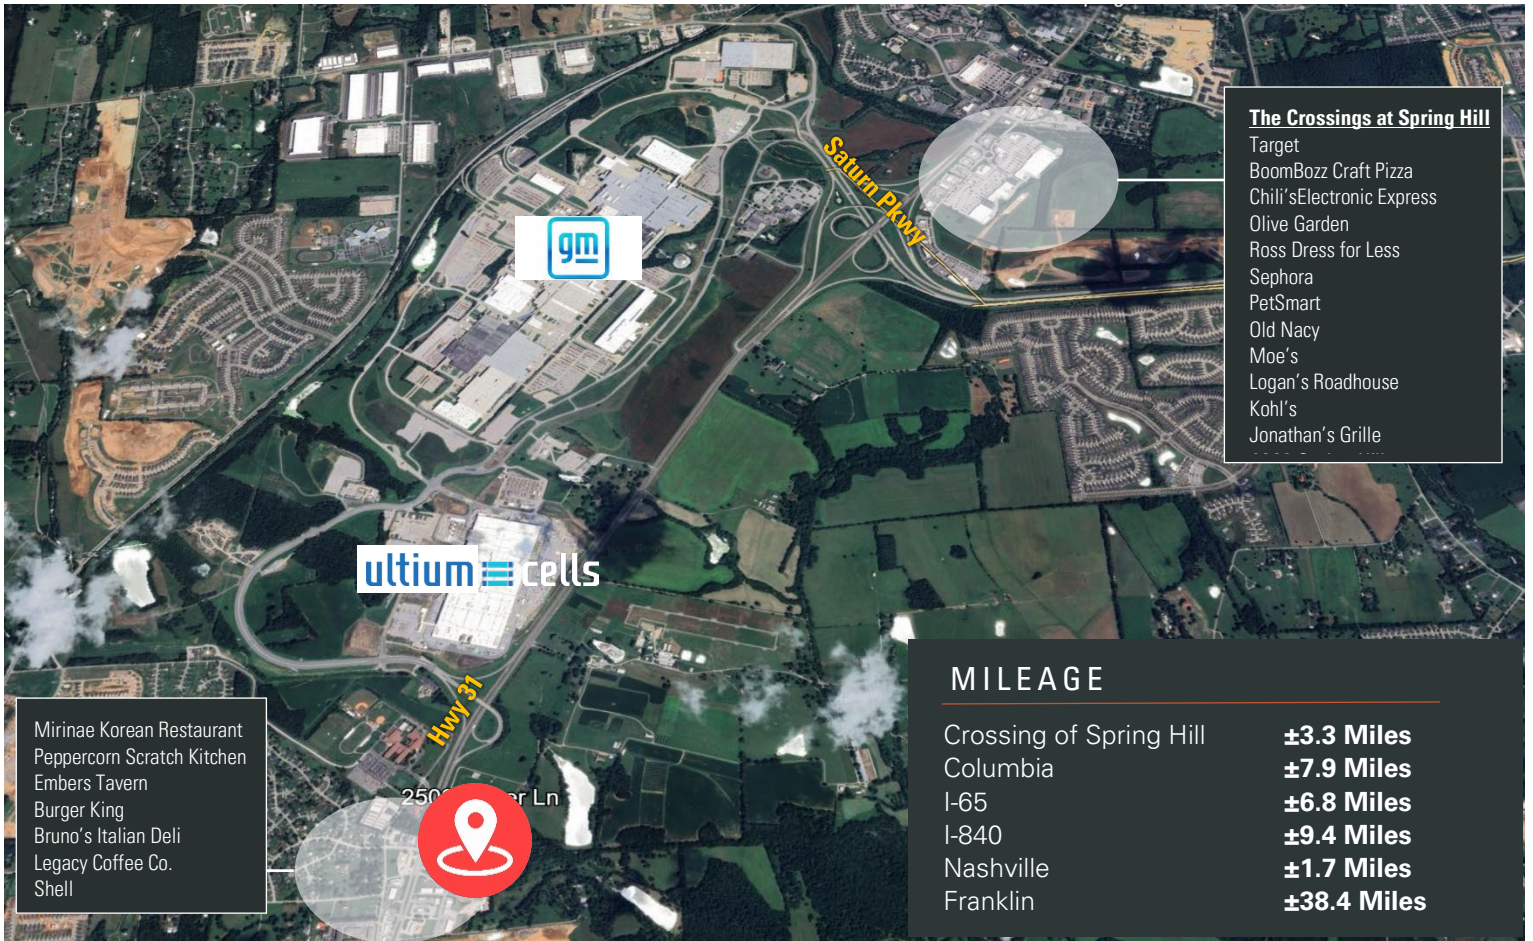 The Crossings at Spring Hill
Target
BoomBozz Craft Pizza
Chili'sElectronic Express
Olive Garden
Ross Dress for Less
Sephora
PetSmart
Old Nacy
Moe's
Logan's Roadhouse
Kohl's
Jonathan's Grille
Saturn Pkwy
gm
ultium cells
Hwy 31
Ln
Mirinae Korean Restaurant
Peppercorn Scratch Kitchen
Embers Tavern
Burger King
Bruno's Italian Deli
Legacy Coffee Co.
Shell
MILEAGE
Crossing of Spring Hill ±3.3 Miles
Columbia ±7.9 Miles
I-65 ±6.8 Miles
I-840 ±9.4 Miles
Nashville ±1.7 Miles
Franklin ±38.4 Miles